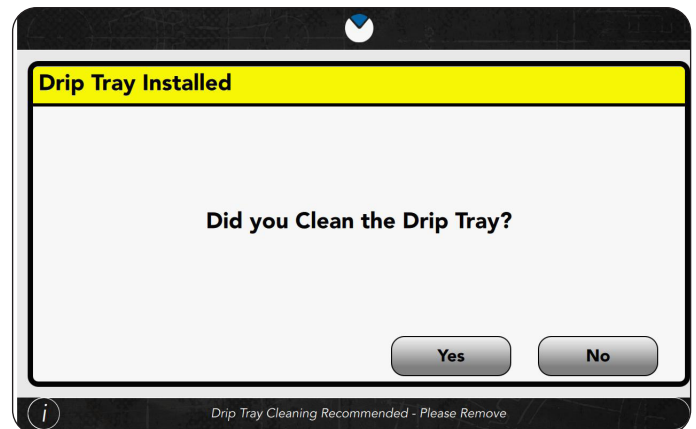 Drip Tray Installed
Did you Clean the Drip Tray?
Yes No
i
Drip Tray Cleaning Recommended - Please Remove